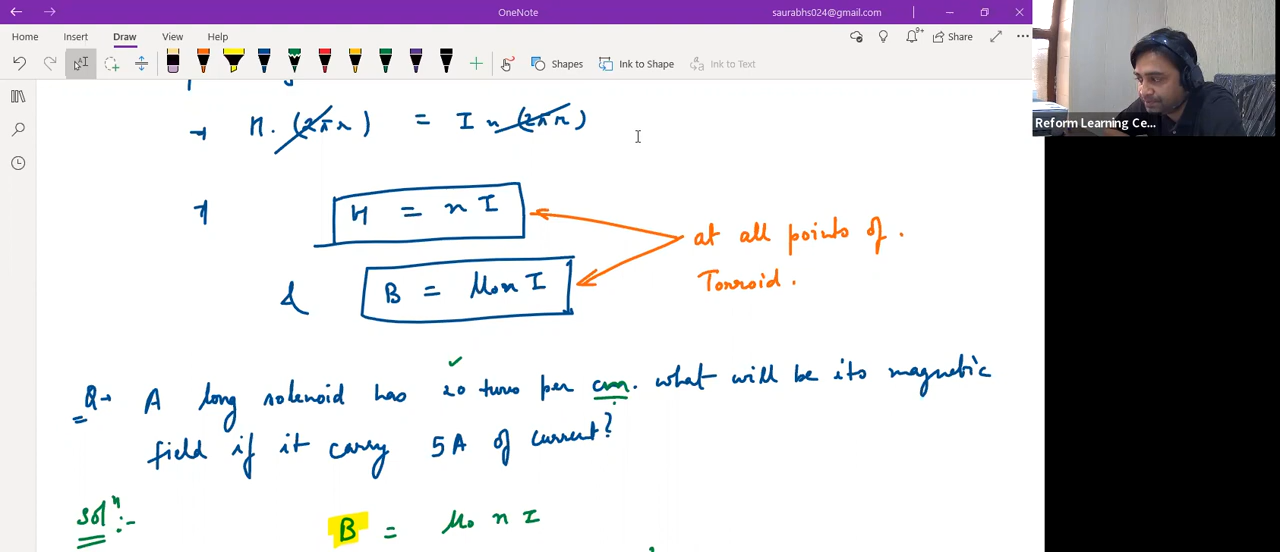 OneNote
saurabhs024@gmail.com
Home Insert Draw View Help
Share
Shapes
Ink to Shape
Ink to Text
Reform Learning Ce...
→ H. (2πr) = I n (2πr)
→ H = n I
& B = μ₀ n I
at all points of.
Torroid.
Q→ A long solenoid has 20 turns per cm. what will be its magnetic
field if it carry 5A of current?
solⁿ:-
B = μ₀ n I